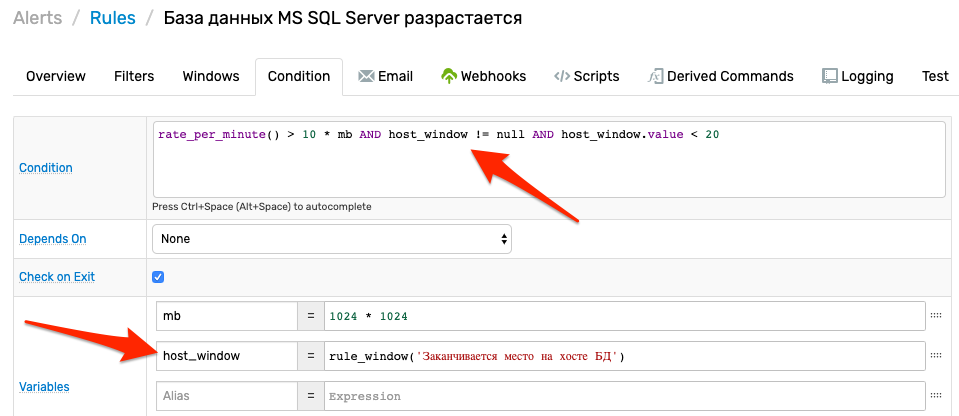 Alerts / Rules / База данных MS SQL Server разрастается
Overview Filters Windows Condition Email Webhooks </> Scripts Derived Commands Logging Test
Condition
rate_per_minute() > 10 * mb AND host_window != null AND host_window.value < 20
Press Ctrl+Space (Alt+Space) to autocomplete
Depends On
None
Check on Exit
mb = 1024 * 1024
host_window = rule_window('Заканчивается место на хосте БД')
Variables
Alias = Expression